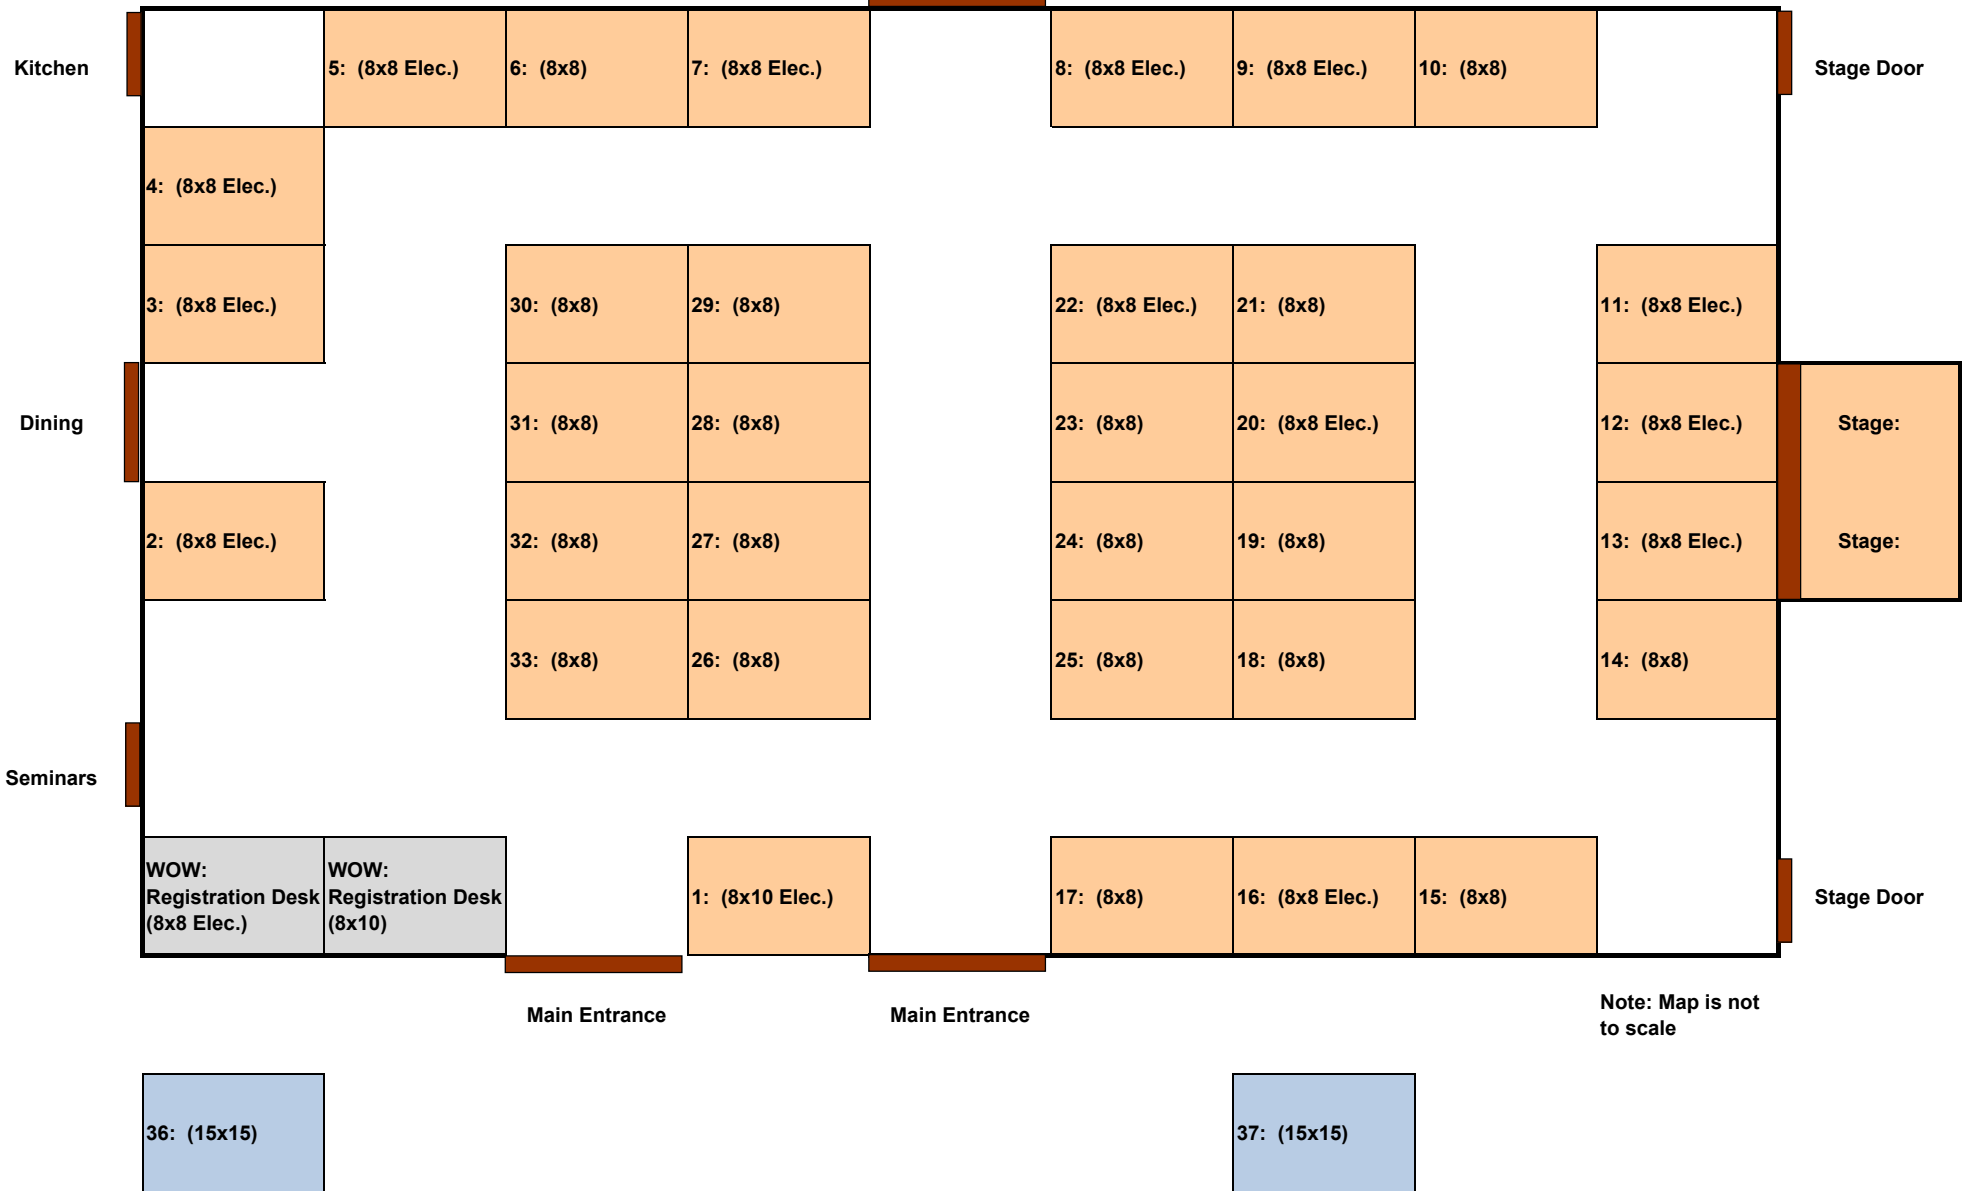 Kitchen
5: (8x8 Elec.)
6: (8x8)
7: (8x8 Elec.)
8: (8x8 Elec.)
9: (8x8 Elec.)
10: (8x8)
Stage Door
4: (8x8 Elec.)
3: (8x8 Elec.)
30: (8x8)
29: (8x8)
22: (8x8 Elec.)
21: (8x8)
11: (8x8 Elec.)
Dining
31: (8x8)
28: (8x8)
23: (8x8)
20: (8x8 Elec.)
12: (8x8 Elec.)
Stage:
2: (8x8 Elec.)
32: (8x8)
27: (8x8)
24: (8x8)
19: (8x8)
13: (8x8 Elec.)
Stage:
33: (8x8)
26: (8x8)
25: (8x8)
18: (8x8)
14: (8x8)
Seminars
WOW:
Registration Desk
(8x8 Elec.)
WOW:
Registration Desk
(8x10)
1: (8x10 Elec.)
17: (8x8)
16: (8x8 Elec.)
15: (8x8)
Stage Door
Main Entrance
Main Entrance
Note: Map is not
to scale
36: (15x15)
37: (15x15)